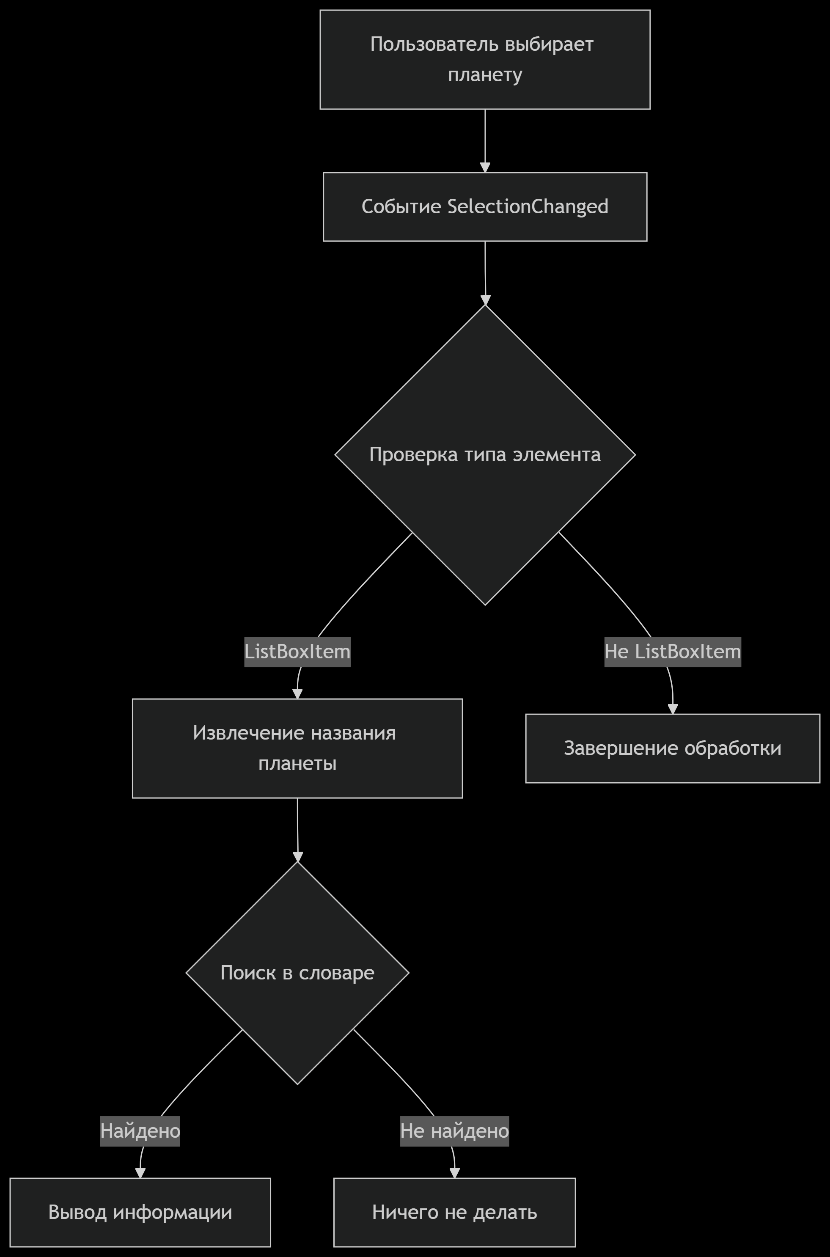 Пользователь выбирает
планету
Событие SelectionChanged
Проверка типа элемента
ListBoxItem
Не ListBoxItem
Извлечение названия
планеты
Завершение обработки
Поиск в словаре
Найдено
Не найдено
Вывод информации
Ничего не делать